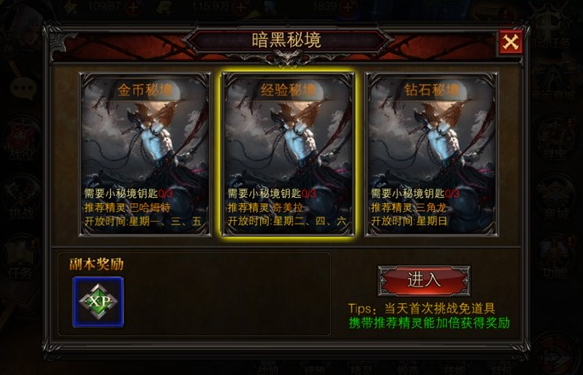 暗黑秘境
金币秘境
需要小秘境钥匙0/3
推荐精灵:巴哈姆特
开放时间:星期一、三、五
经验秘境
需要小秘境钥匙0/3
推荐精灵:奇美拉
开放时间:星期二、四、六
钻石秘境
需要小秘境钥匙0/3
推荐精灵:三角龙
开放时间:星期日
副本奖励
XP
进入
Tips：当天首次挑战免道具
携带推荐精灵能加倍获得奖励
任务
功能